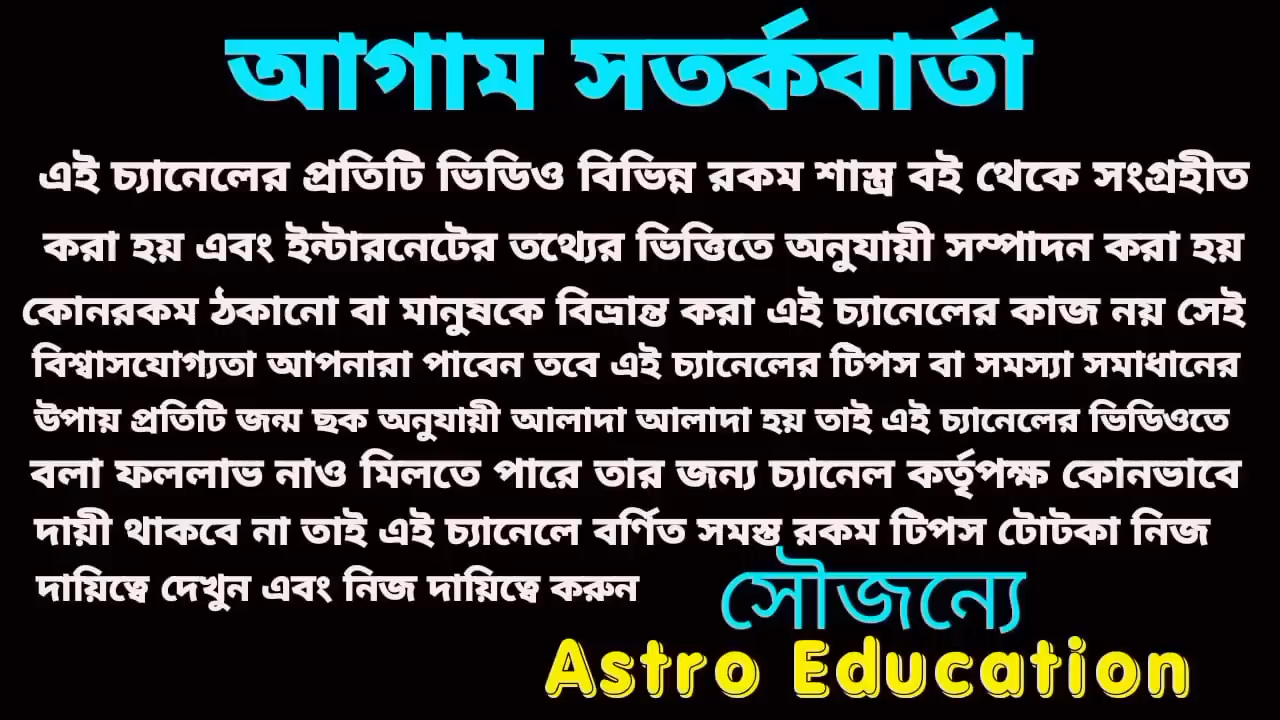 আগাম সতর্কবার্তা
এই চ্যানেলের প্রতিটি ভিডিও বিভিন্ন রকম শাস্ত্র বই থেকে সংগ্রহীত
করা হয় এবং ইন্টারনেটের তথ্যের ভিত্তিতে অনুযায়ী সম্পাদন করা হয়
কোনরকম ঠকানো বা মানুষকে বিভ্রান্ত করা এই চ্যানেলের কাজ নয় সেই
বিশ্বাসযোগ্যতা আপনারা পাবেন তবে এই চ্যানেলের টিপস বা সমস্যা সমাধানের
উপায় প্রতিটি জন্ম ছক অনুযায়ী আলাদা আলাদা হয় তাই এই চ্যানেলের ভিডিওতে
বলা ফললাভ নাও মিলতে পারে তার জন্য চ্যানেল কর্তৃপক্ষ কোনভাবে
দায়ী থাকবে না তাই এই চ্যানেলে বর্ণিত সমস্ত রকম টিপস টোটকা নিজ
দায়িত্বে দেখুন এবং নিজ দায়িত্বে করুন
সৌজন্যে
Astro Education